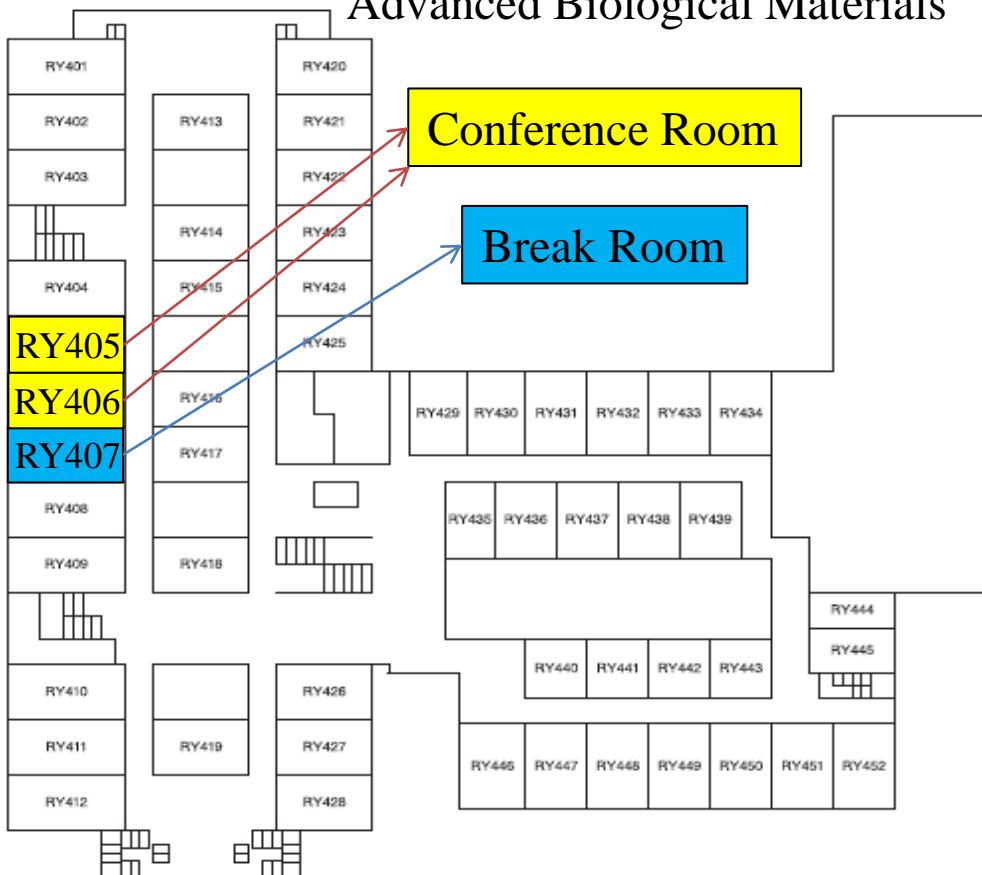 Advanced Biological Materials
RY401
RY402
RY403
RY404
RY405
RY406
RY407
RY408
RY409
RY410
RY411
RY412
RY413
RY414
RY415
RY416
RY417
RY418
RY419
RY420
RY421
RY422
RY423
RY424
RY425
RY426
RY427
RY428
Conference Room
Break Room
RY429 RY430 RY431 RY432 RY433 RY434
RY435 RY436 RY437 RY438 RY439
RY440 RY441 RY442 RY443
RY444
RY445
RY446 RY447 RY448 RY449 RY450 RY451 RY452